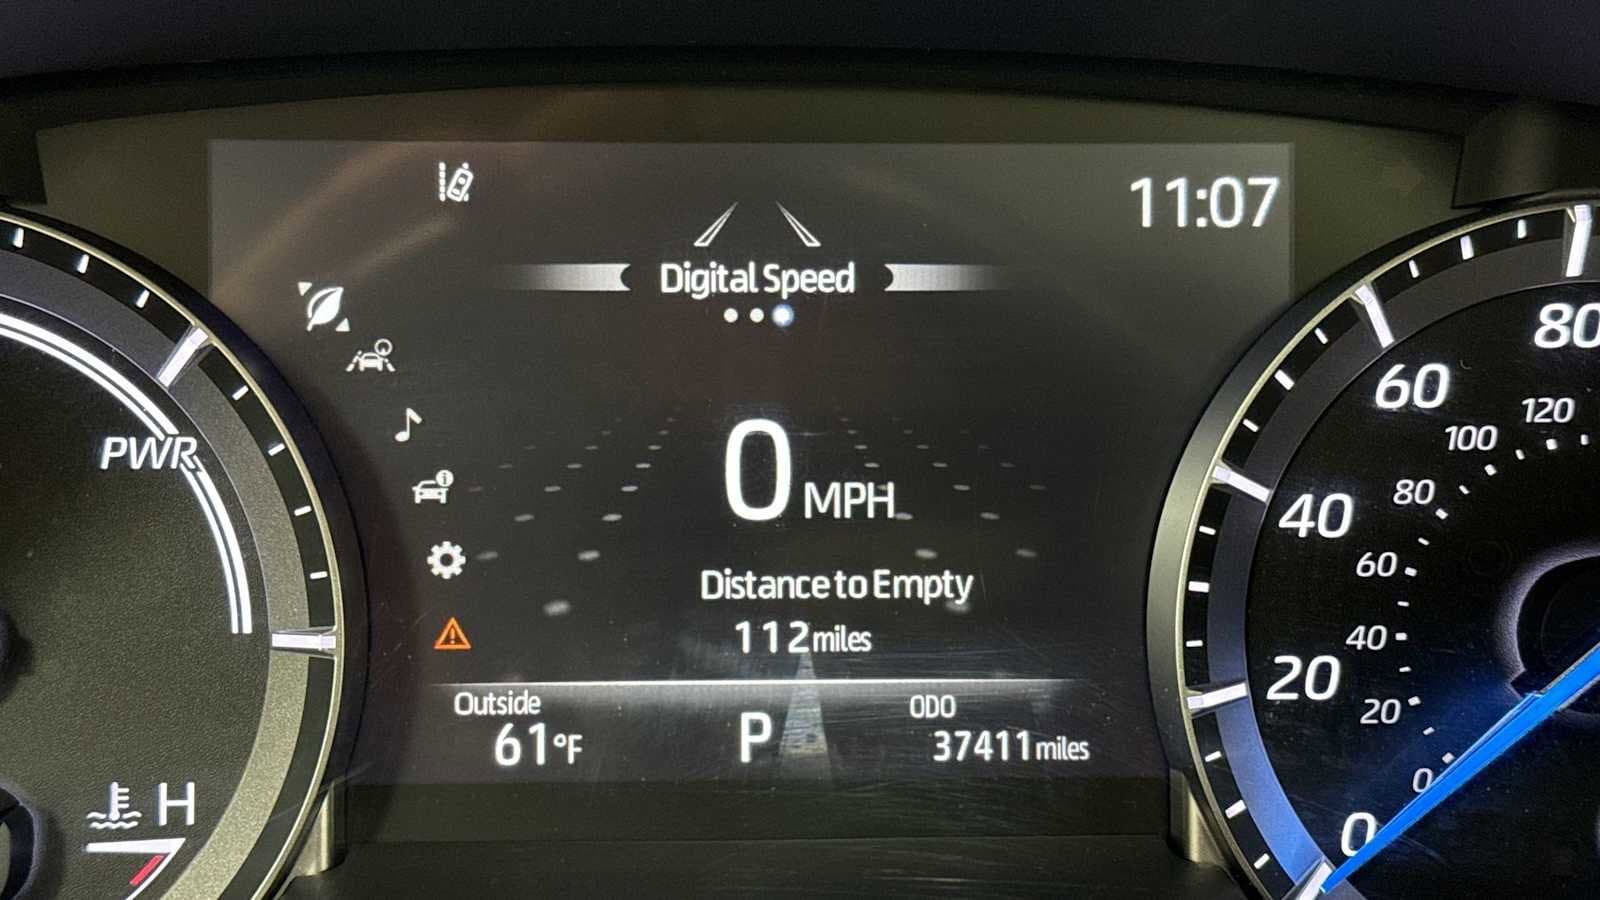 11:07
Digital Speed
0 MPH
Distance to Empty
112 miles
Outside
61°F
P
ODO
37411 miles
PWR
H
80
60
40
20
0
120
100
80
60
40
20
0